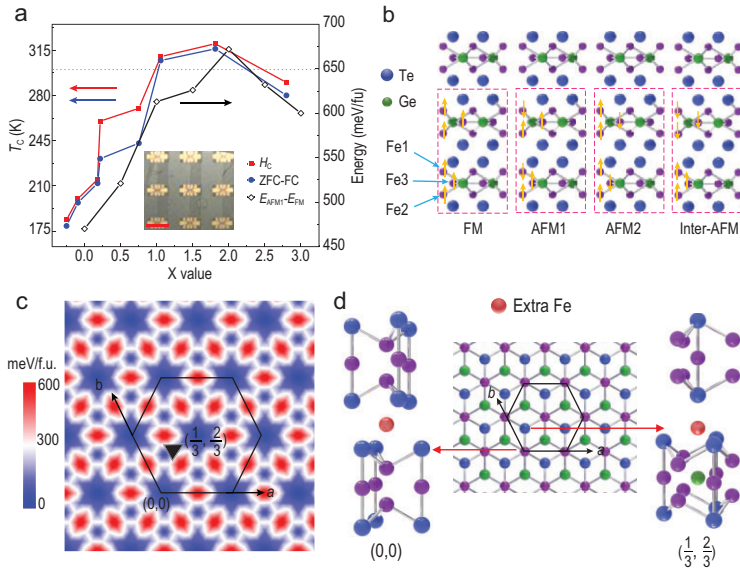 a
T_C (K)
315
280
245
210
175
700
650
600
550
500
450
Energy (meV/fu)
H_C
ZFC-FC
E_AFM1-E_FM
0.0 0.5 1.0 1.5 2.0 2.5 3.0
X value
b
Te
Ge
Fe1
Fe3
Fe2
FM AFM1 AFM2 Inter-AFM
c
meV/f.u.
600
300
0
b
(1/3, 2/3)
(0,0)
a
d
Extra Fe
b
a
(0,0)
(1/3, 2/3)